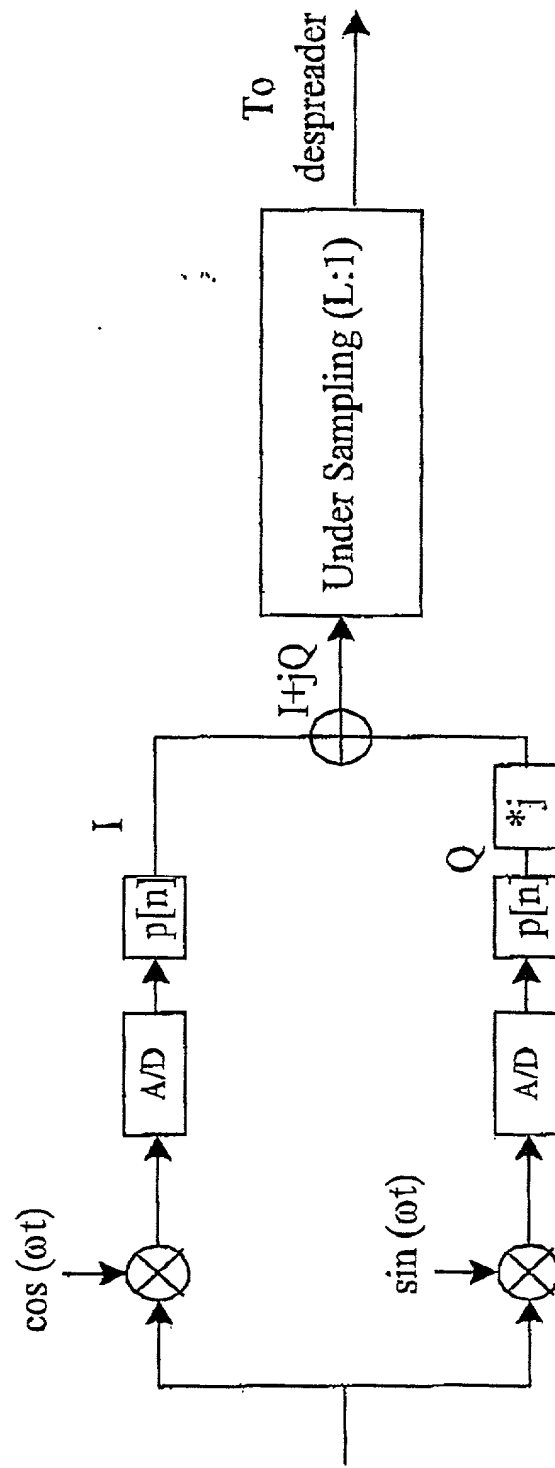 cos (ωt)
A/D
p[n]
I
sin (ωt)
A/D
p[n]
Q
*j
I+jQ
Under Sampling (L:1)
To
despreader